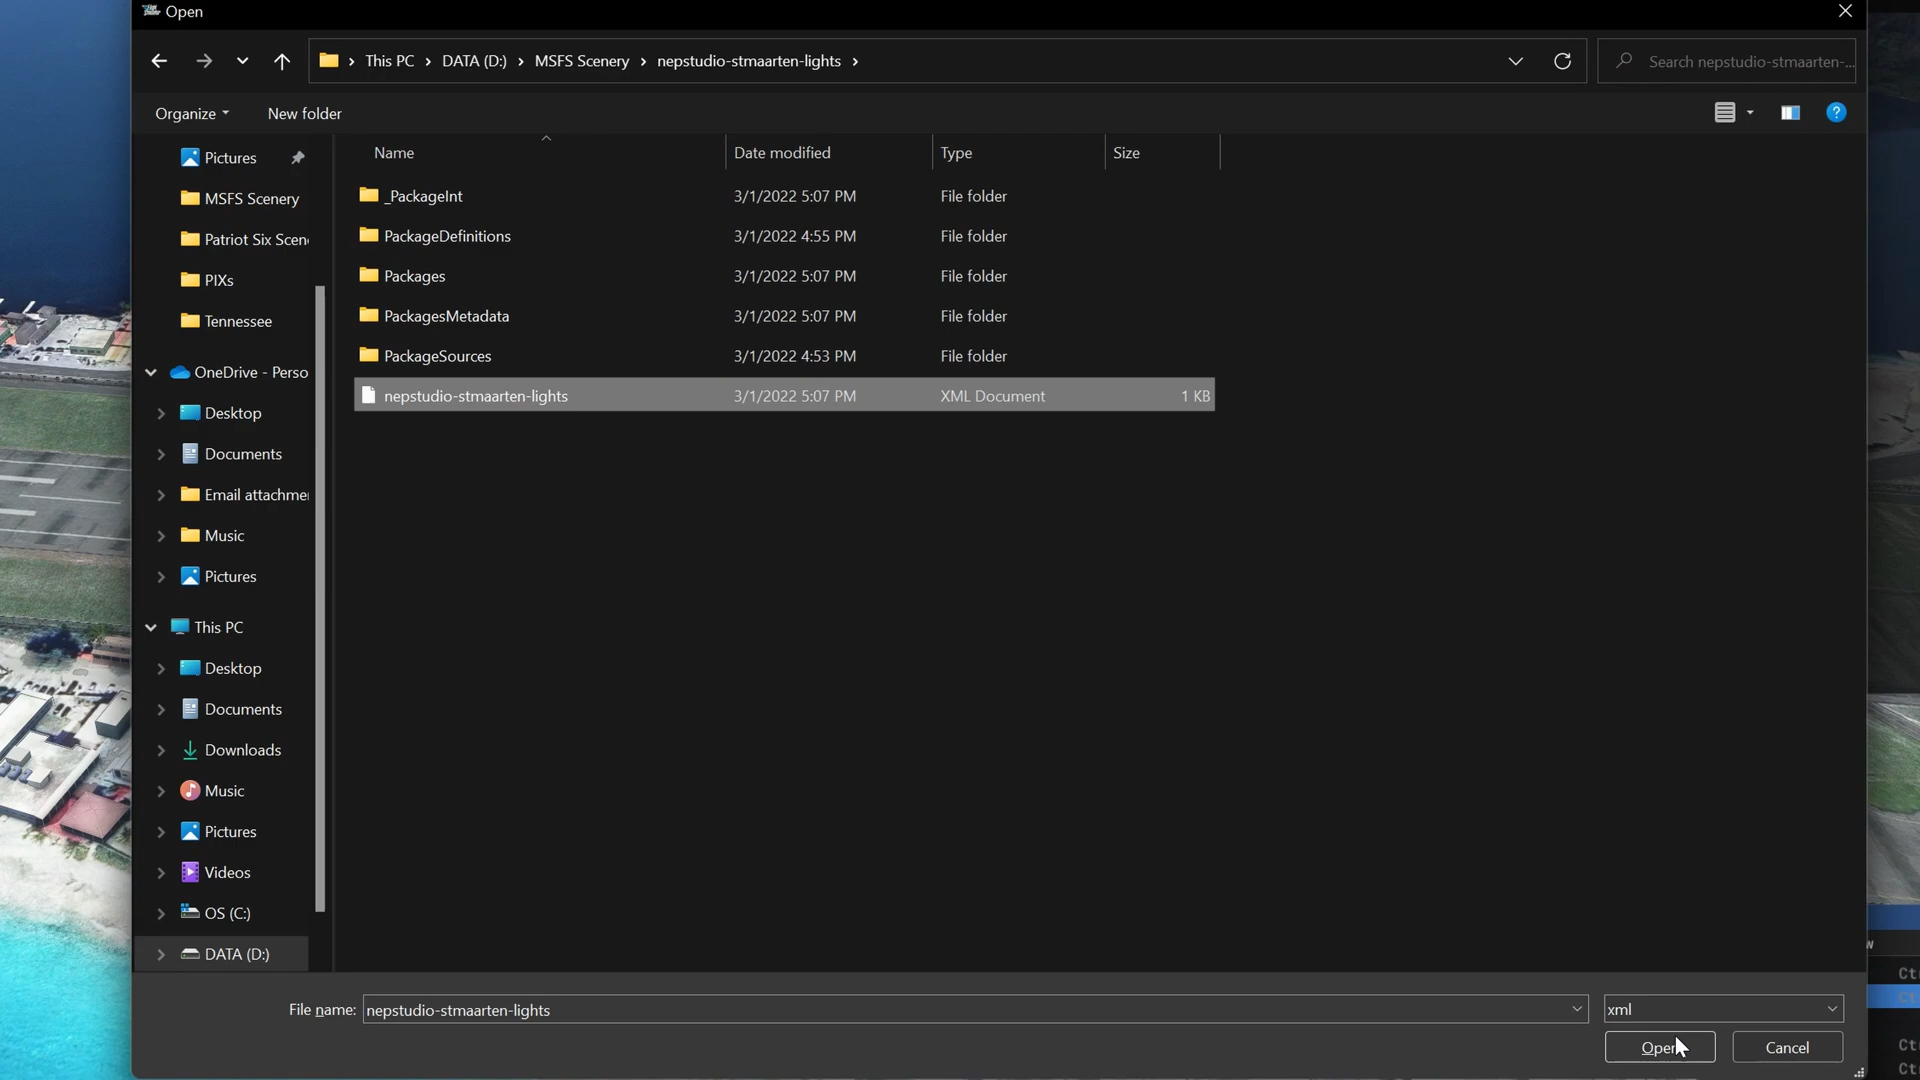 Open
This PC > DATA (D:) > MSFS Scenery > nepstudio-stmaarten-lights >
Search nepstudio-stmaarten-...
Organize
New folder
Name
Date modified
Type
Size
_PackageInt 3/1/2022 5:07 PM File folder
PackageDefinitions 3/1/2022 4:55 PM File folder
Packages 3/1/2022 5:07 PM File folder
PackagesMetadata 3/1/2022 5:07 PM File folder
PackageSources 3/1/2022 4:53 PM File folder
nepstudio-stmaarten-lights 3/1/2022 5:07 PM XML Document 1 KB
Pictures
MSFS Scenery
Patriot Six Scen
PIXs
Tennessee
OneDrive - Perso
Desktop
Documents
Email attachme
Music
Pictures
This PC
Desktop
Documents
Downloads
Music
Pictures
Videos
OS (C:)
DATA (D:)
File name: nepstudio-stmaarten-lights
xml
Open
Cancel